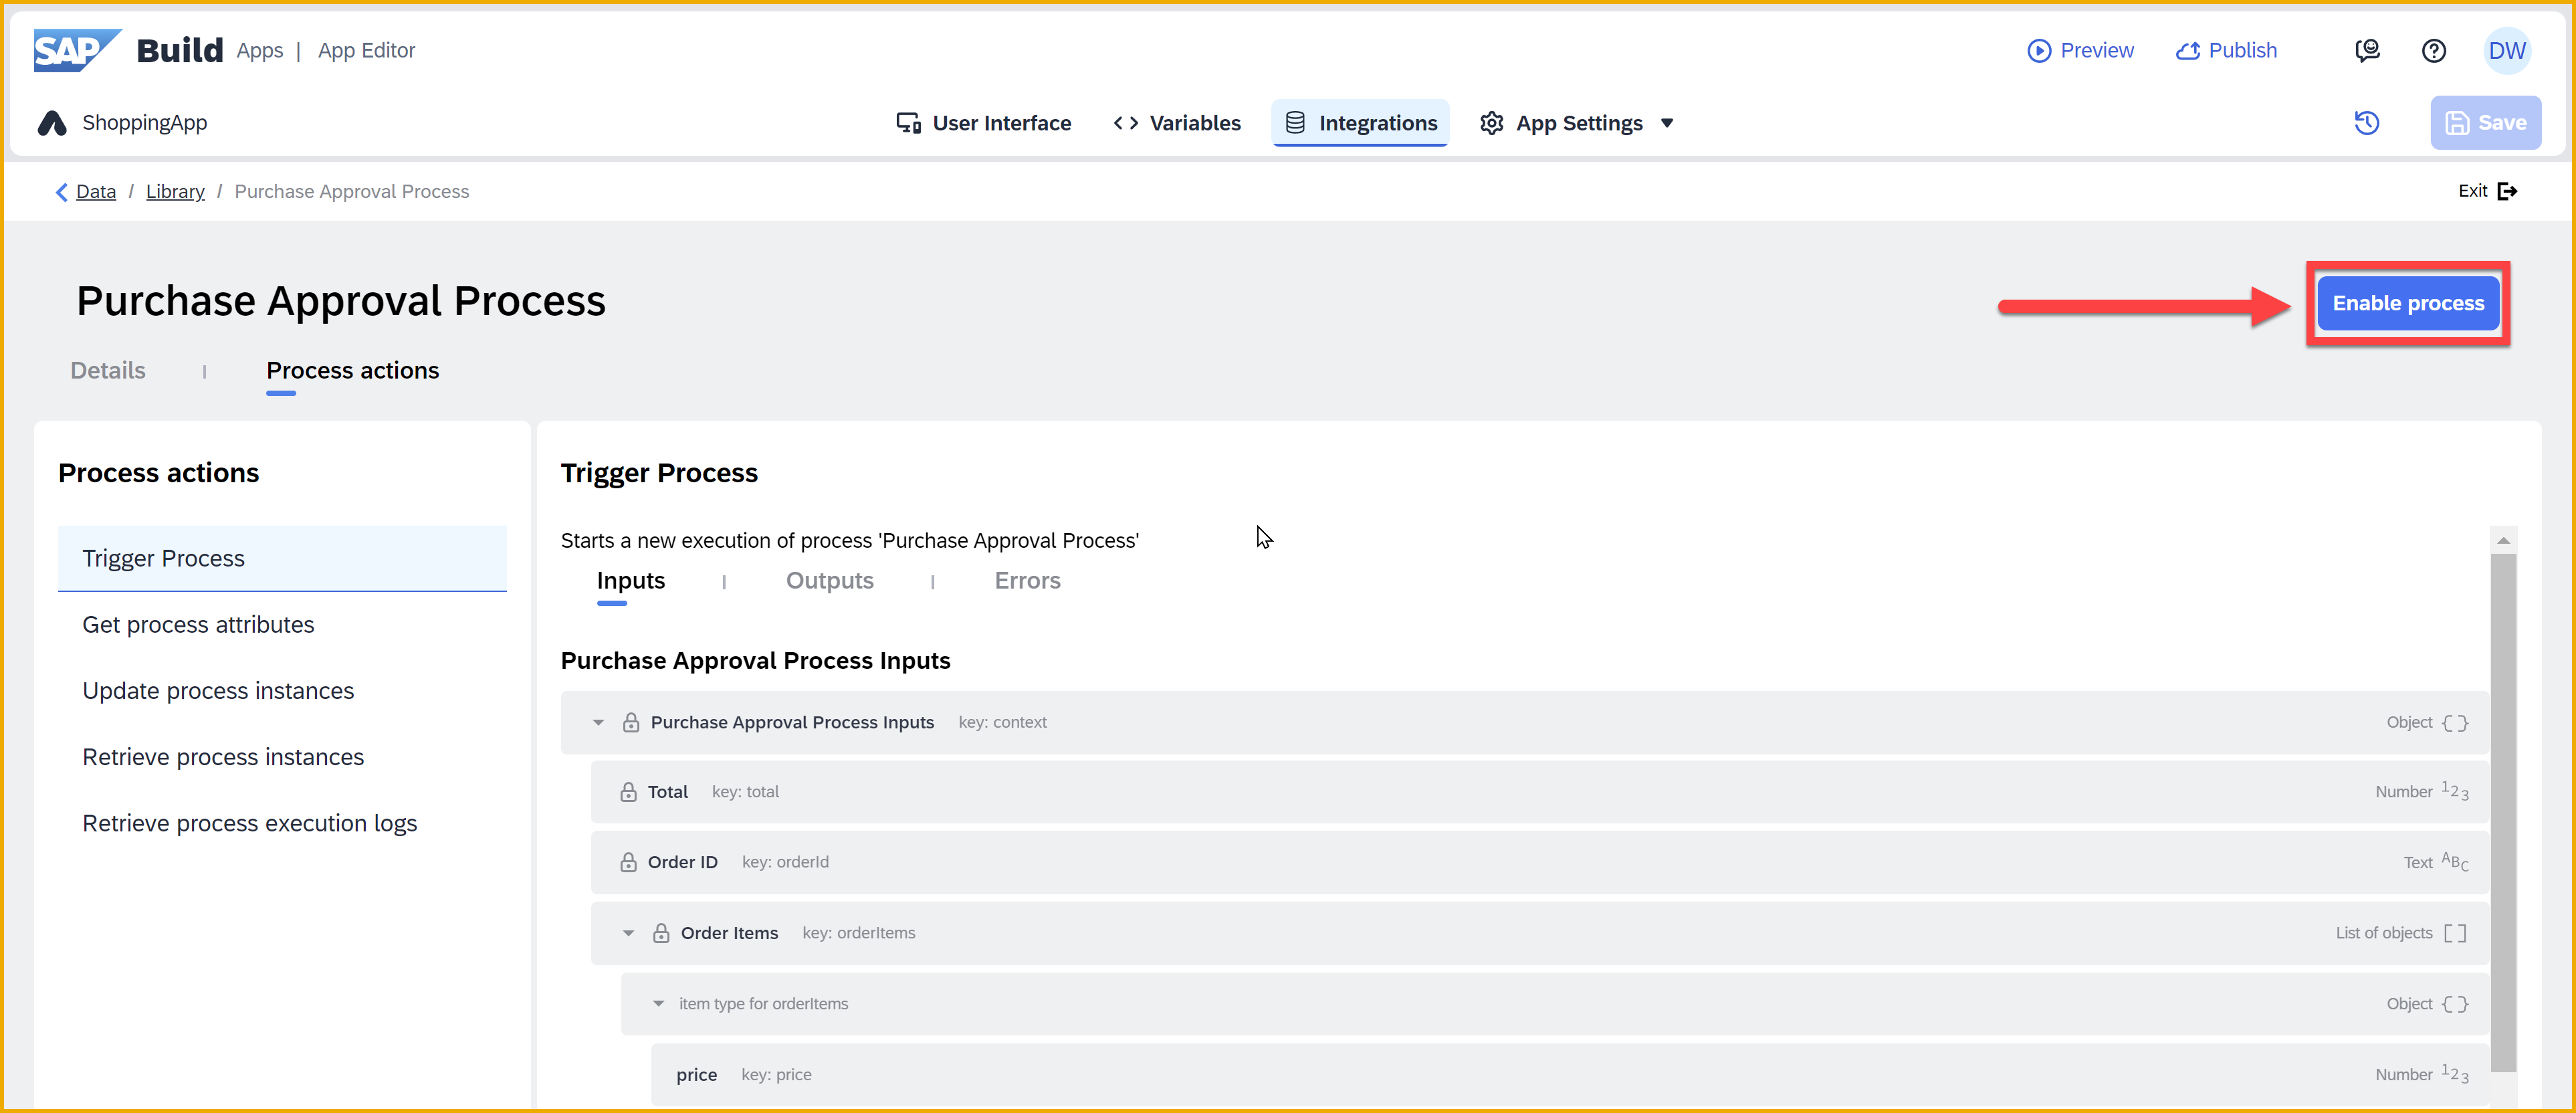 SAP Build Apps | App Editor Preview Publish DW
ShoppingApp User Interface Variables Integrations App Settings Save
Data / Library / Purchase Approval Process Exit
Purchase Approval Process Enable process
Details | Process actions
Process actions
Trigger Process
Get process attributes
Update process instances
Retrieve process instances
Retrieve process execution logs
Trigger Process
Starts a new execution of process 'Purchase Approval Process'
Inputs | Outputs | Errors
Purchase Approval Process Inputs
Purchase Approval Process Inputs key: context Object { }
Total key: total Number 123
Order ID key: orderId Text ABC
Order Items key: orderItems List of objects [ ]
item type for orderItems Object { }
price key: price Number 123